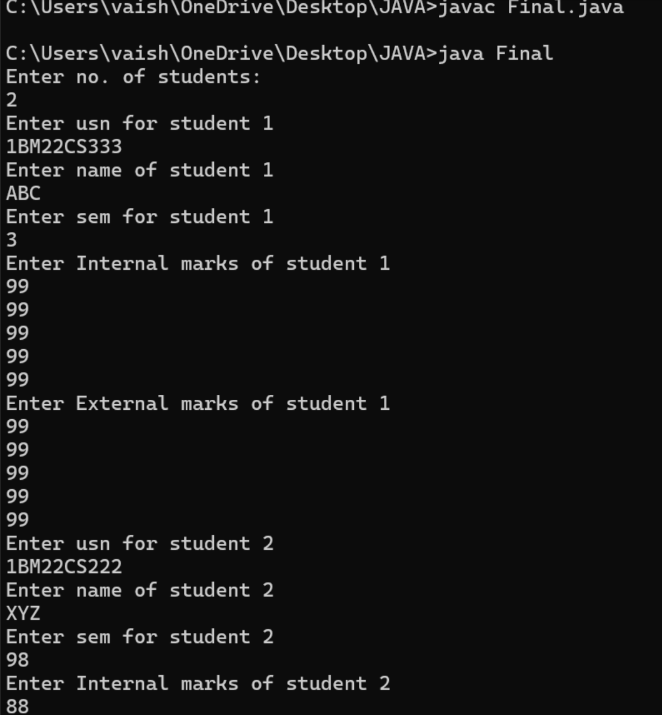 C:\Users\vaish\OneDrive\Desktop\JAVA>javac Final.java
C:\Users\vaish\OneDrive\Desktop\JAVA>java Final
Enter no. of students:
2
Enter usn for student 1
1BM22CS333
Enter name of student 1
ABC
Enter sem for student 1
3
Enter Internal marks of student 1
99
99
99
99
99
Enter External marks of student 1
99
99
99
99
99
Enter usn for student 2
1BM22CS222
Enter name of student 2
XYZ
Enter sem for student 2
98
Enter Internal marks of student 2
88